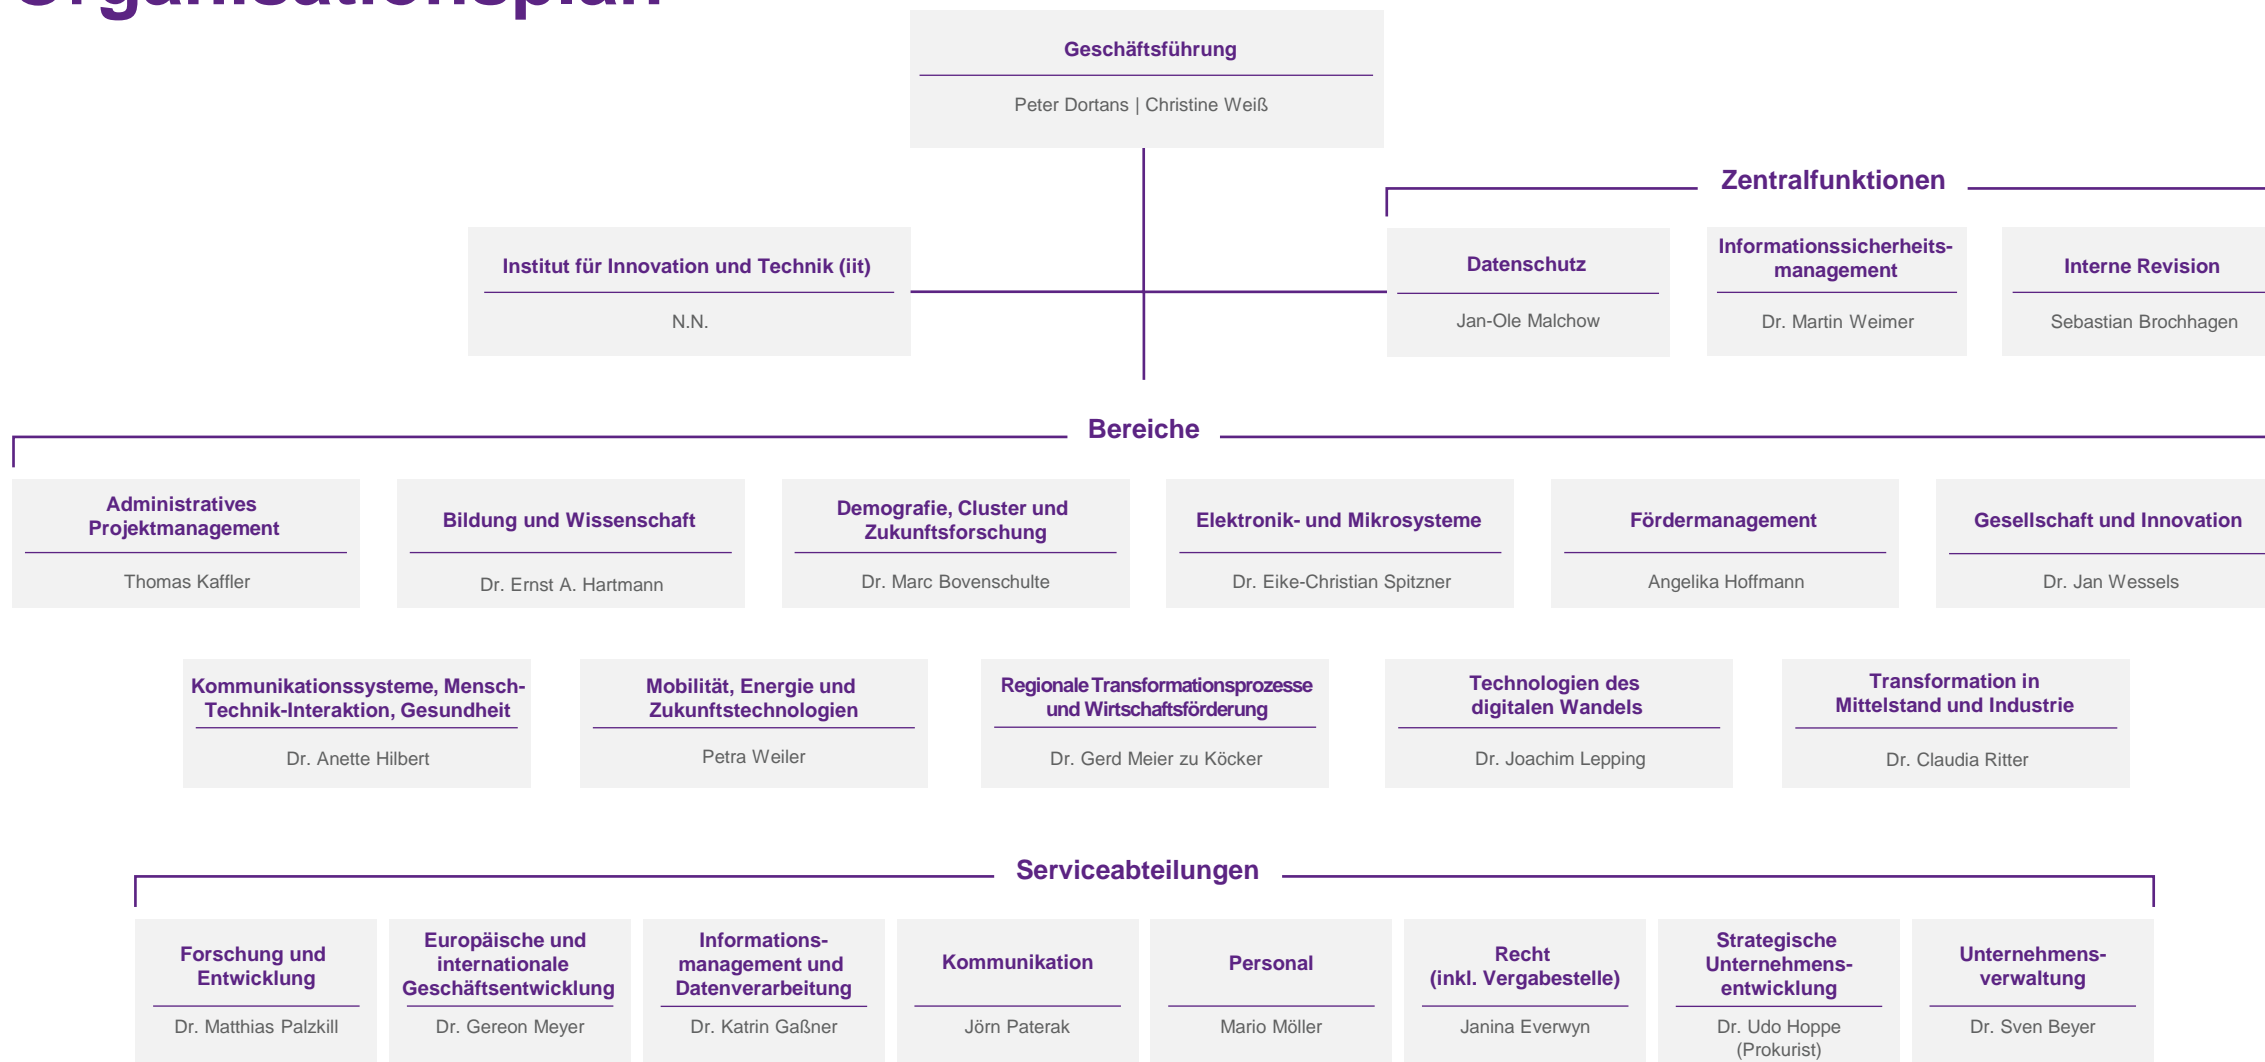 Organisationsplan
Geschäftsführung
Peter Dortans | Christine Weiß
Zentralfunktionen
Institut für Innovation und Technik (iit)
N.N.
Datenschutz
Jan-Ole Malchow
Informationssicherheits-
management
Dr. Martin Weimer
Interne Revision
Sebastian Brochhagen
Bereiche
Administratives
Projektmanagement
Thomas Kaffler
Bildung und Wissenschaft
Dr. Ernst A. Hartmann
Demografie, Cluster und
Zukunftsforschung
Dr. Marc Bovenschulte
Elektronik- und Mikrosysteme
Dr. Eike-Christian Spitzner
Fördermanagement
Angelika Hoffmann
Gesellschaft und Innovation
Dr. Jan Wessels
Kommunikationssysteme, Mensch-
Technik-Interaktion, Gesundheit
Dr. Anette Hilbert
Mobilität, Energie und
Zukunftstechnologien
Petra Weiler
Regionale Transformationsprozesse
und Wirtschaftsförderung
Dr. Gerd Meier zu Köcker
Technologien des
digitalen Wandels
Dr. Joachim Lepping
Transformation in
Mittelstand und Industrie
Dr. Claudia Ritter
Serviceabteilungen
Forschung und
Entwicklung
Dr. Matthias Palzkill
Europäische und
internationale
Geschäftsentwicklung
Dr. Gereon Meyer
Informations-
management und
Datenverarbeitung
Dr. Katrin Gaßner
Kommunikation
Jörn Paterak
Personal
Mario Möller
Recht
(inkl. Vergabestelle)
Janina Everwyn
Strategische
Unternehmens-
entwicklung
Dr. Udo Hoppe
(Prokurist)
Unternehmens-
verwaltung
Dr. Sven Beyer